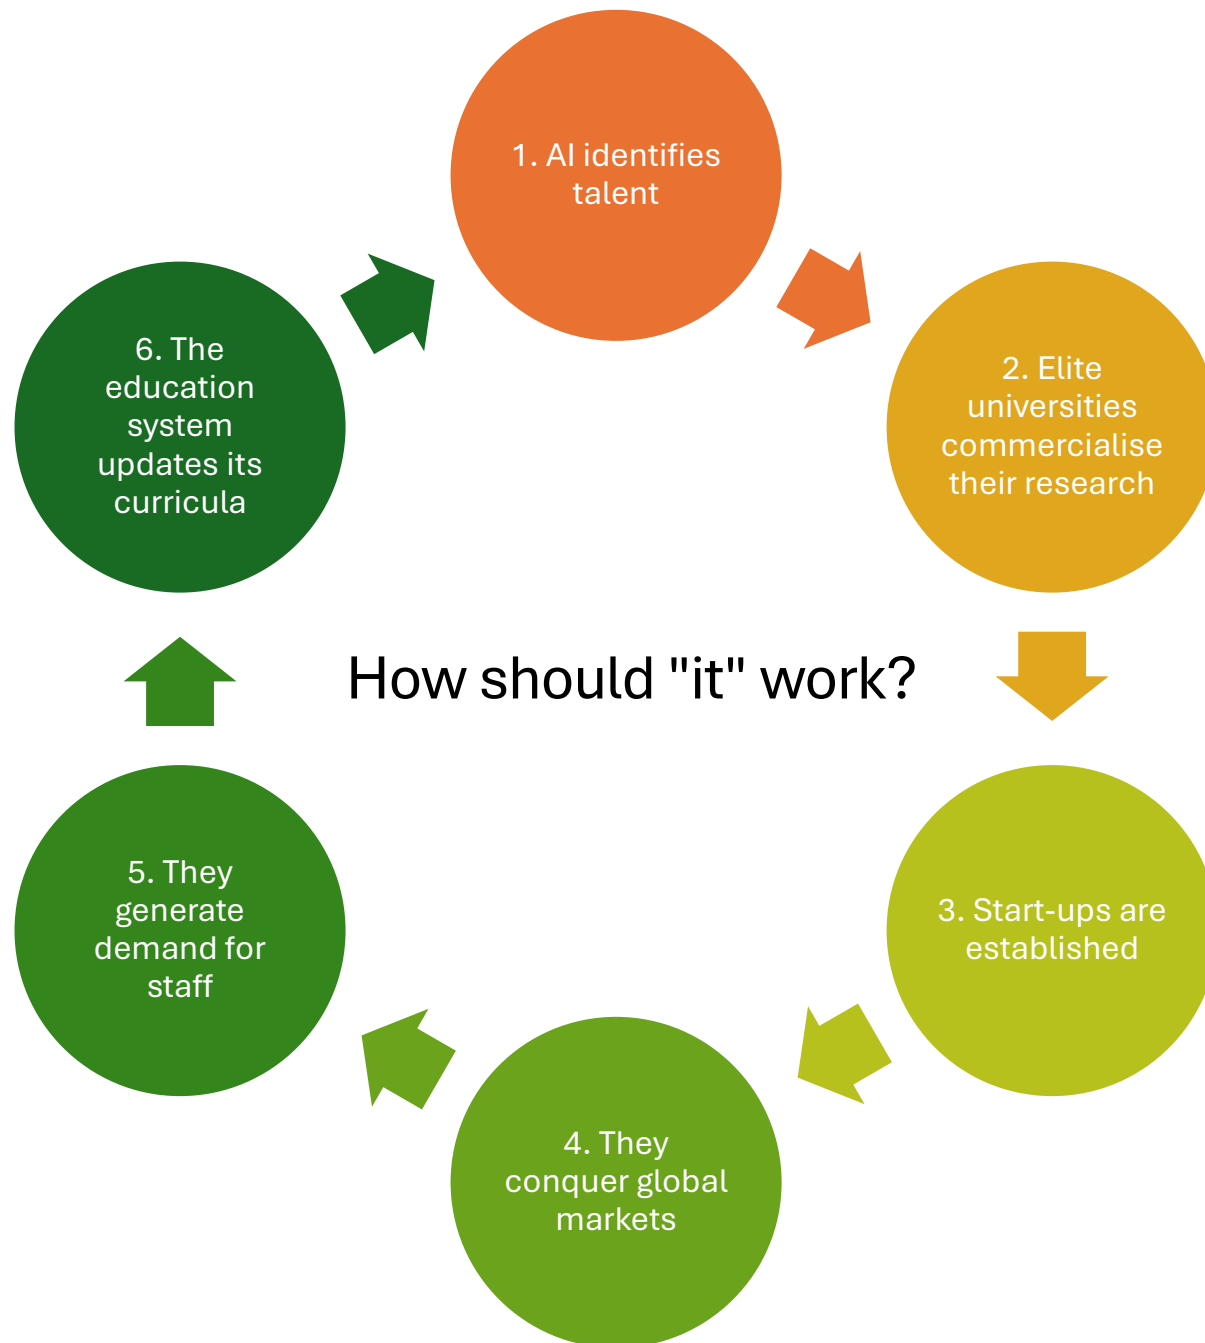 1. AI identifies
talent
2. Elite
universities
commercialise
their research
3. Start-ups are
established
4. They
conquer global
markets
5. They
generate
demand for
staff
6. The
education
system
updates its
curricula
How should "it" work?